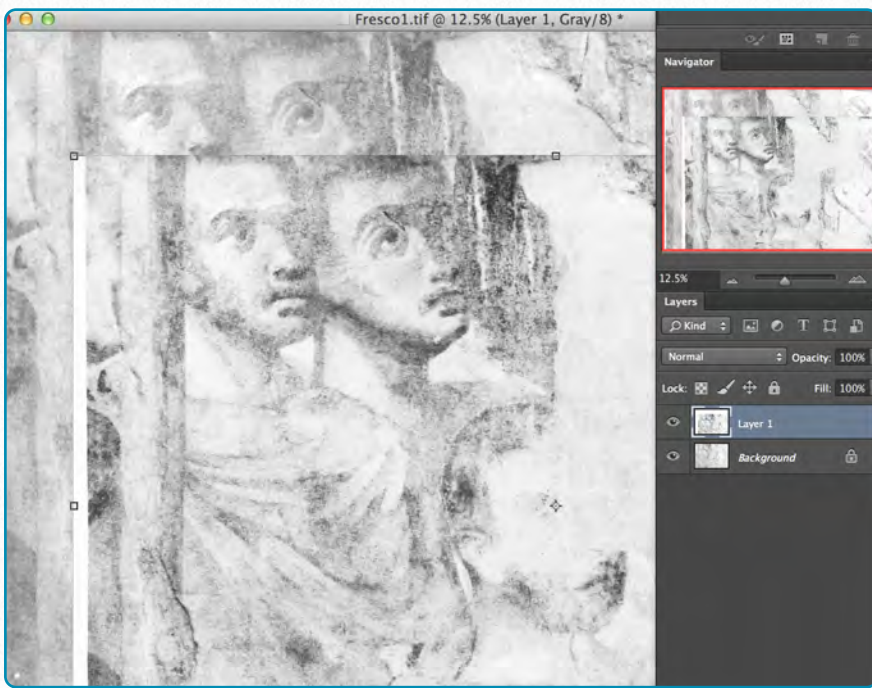 Fresco1.tif @ 12.5% (Layer 1, Gray/8) *
Navigator
12.5%
Layers
Kind T
Normal Opacity: 100%
Lock: Fill: 100%
Layer 1
Background